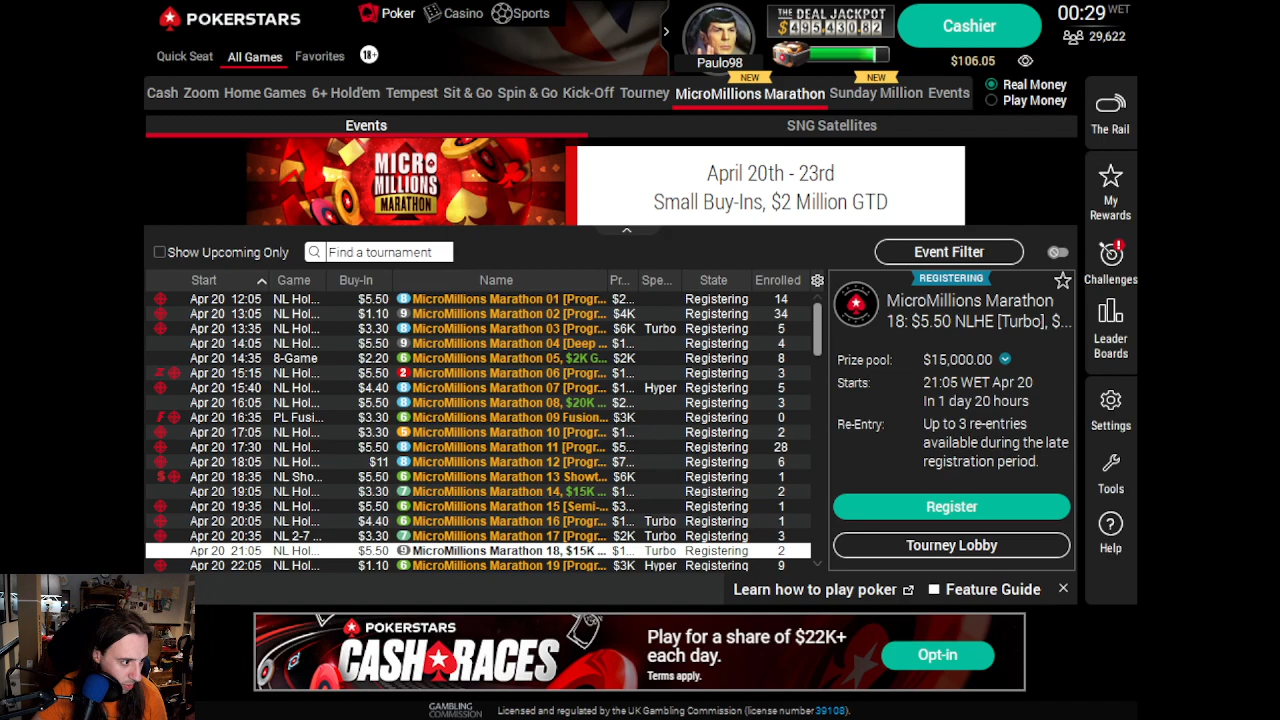 POKERSTARS
Poker
Casino
Sports
Quick Seat
All Games
Favorites
18+
Paulo98
THE DEAL JACKPOT
$495,430.82
Cashier
$106.05
00:29 WET
29,622
NEW
NEW
Cash Zoom Home Games 6+ Hold'em Tempest Sit & Go Spin & Go Kick-Off Tourney MicroMillions Marathon Sunday Million Events
Real Money
Play Money
Events
SNG Satellites
MICRO
MILLIONS
MARATHON
April 20th - 23rd
Small Buy-Ins, $2 Million GTD
Show Upcoming Only
Find a tournament
Event Filter
Start Game Buy-In Name Pr... Spe... State Enrolled
Apr 20 12:05 NL Hol... $5.50 8 MicroMillions Marathon 01 [Progr... $2... Registering 14
Apr 20 13:05 NL Hol... $1.10 9 MicroMillions Marathon 02 [Progr... $4K Registering 34
Apr 20 13:35 NL Hol... $3.30 8 MicroMillions Marathon 03 [Progr... $6K Turbo Registering 5
Apr 20 14:05 NL Hol... $5.50 9 MicroMillions Marathon 04 [Deep ... $1... Registering 4
Apr 20 14:35 8-Game $2.20 6 MicroMillions Marathon 05, $2K G... $2K Registering 8
Z Apr 20 15:15 NL Hol... $5.50 2 MicroMillions Marathon 06 [Progr... $1... Registering 3
Apr 20 15:40 NL Hol... $4.40 8 MicroMillions Marathon 07 [Progr... $1... Hyper Registering 5
Apr 20 16:05 NL Hol... $5.50 8 MicroMillions Marathon 08, $20K ... $2... Registering 3
F Apr 20 16:35 PL Fusi... $3.30 6 MicroMillions Marathon 09 Fusion... $3K Registering 0
Apr 20 17:05 NL Hol... $3.30 5 MicroMillions Marathon 10 [Progr... $1... Registering 2
Apr 20 17:30 NL Hol... $5.50 8 MicroMillions Marathon 11 [Progr... $5... Registering 28
Apr 20 18:05 NL Hol... $11 8 MicroMillions Marathon 12 [Progr... $7... Registering 6
S Apr 20 18:35 NL Sho... $5.50 6 MicroMillions Marathon 13 Showt... $6K Registering 1
Apr 20 19:05 NL Hol... $3.30 7 MicroMillions Marathon 14, $15K ... $1... Registering 2
Apr 20 19:35 NL Hol... $5.50 6 MicroMillions Marathon 15 [Semi-... $3... Registering 1
Apr 20 20:05 NL Hol... $4.40 6 MicroMillions Marathon 16 [Progr... $1... Turbo Registering 1
Apr 20 20:35 NL 2-7 ... $3.30 7 MicroMillions Marathon 17 [Progr... $2K Turbo Registering 3
Apr 20 21:05 NL Hol... $5.50 9 MicroMillions Marathon 18, $15K ... $1... Turbo Registering 2
Apr 20 22:05 NL Hol... $1.10 6 MicroMillions Marathon 19 [Progr... $3K Hyper Registering 9
REGISTERING
MicroMillions Marathon
18: $5.50 NLHE [Turbo], $...
Prize pool: $15,000.00
Starts: 21:05 WET Apr 20
In 1 day 20 hours
Re-Entry: Up to 3 re-entries
available during the late
registration period.
Register
Tourney Lobby
The Rail
My
Rewards
Challenges
Leader
Boards
Settings
Tools
Help
Learn how to play poker
Feature Guide
POKERSTARS
CASH RACES
Play for a share of $22K+
each day.
Terms apply.
Opt-in
GAMBLING
COMMISSION
Licensed and regulated by the UK Gambling Commission (license number 39108).